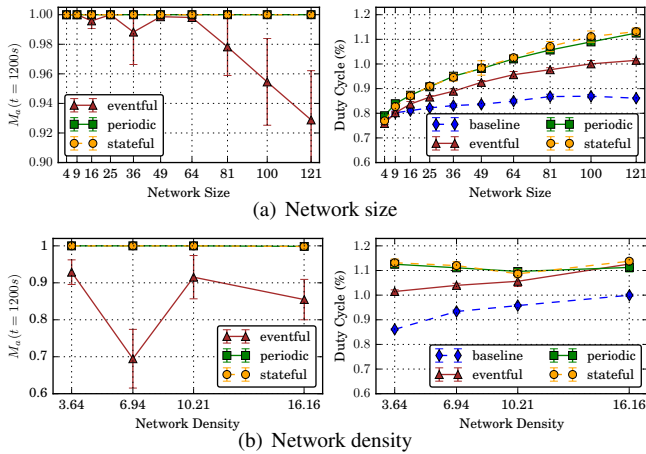 1.00
0.98
0.96
0.94
0.92
0.90
M_a(t = 1200s)
eventful
periodic
stateful
4 9 16 25 36 49 64 81 100 121
Network Size
1.2
1.1
1.0
0.9
0.8
0.7
0.6
Duty Cycle (%)
baseline
eventful
periodic
stateful
4 9 16 25 36 49 64 81 100 121
Network Size
(a) Network size
1
0.9
0.8
0.7
0.6
M_a(t = 1200s)
eventful
periodic
stateful
3.64 6.94 10.21 16.16
Network Density
1.2
1.1
1.0
0.9
0.8
0.7
0.6
Duty Cycle (%)
baseline
eventful
periodic
stateful
3.64 6.94 10.21 16.16
Network Density
(b) Network density